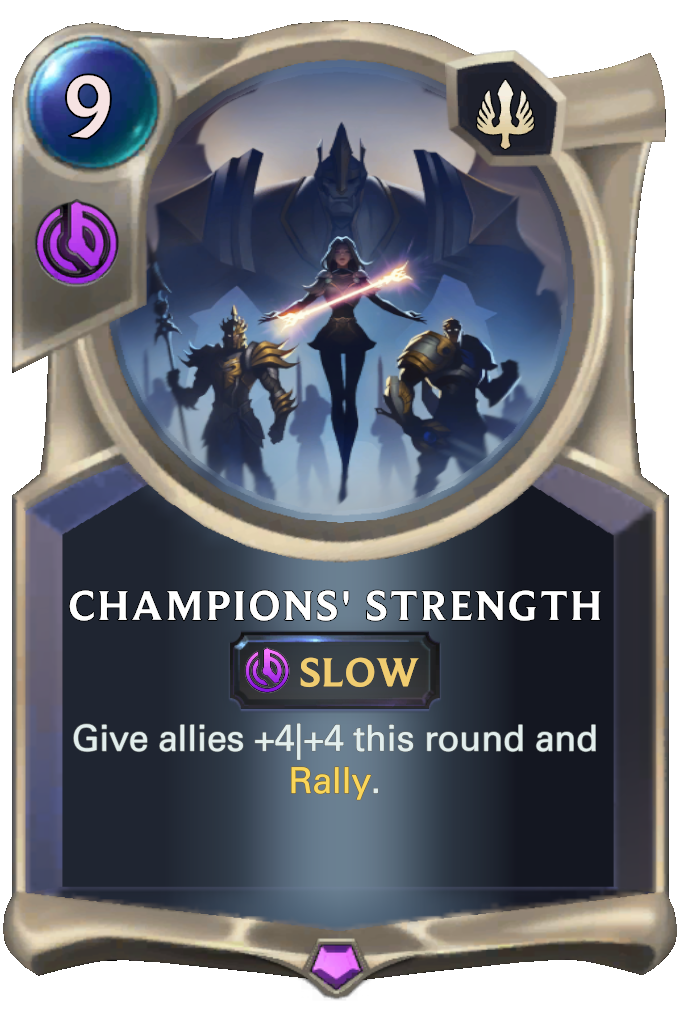 9
CHAMPIONS' STRENGTH
SLOW
Give allies +4|+4 this round and
Rally.